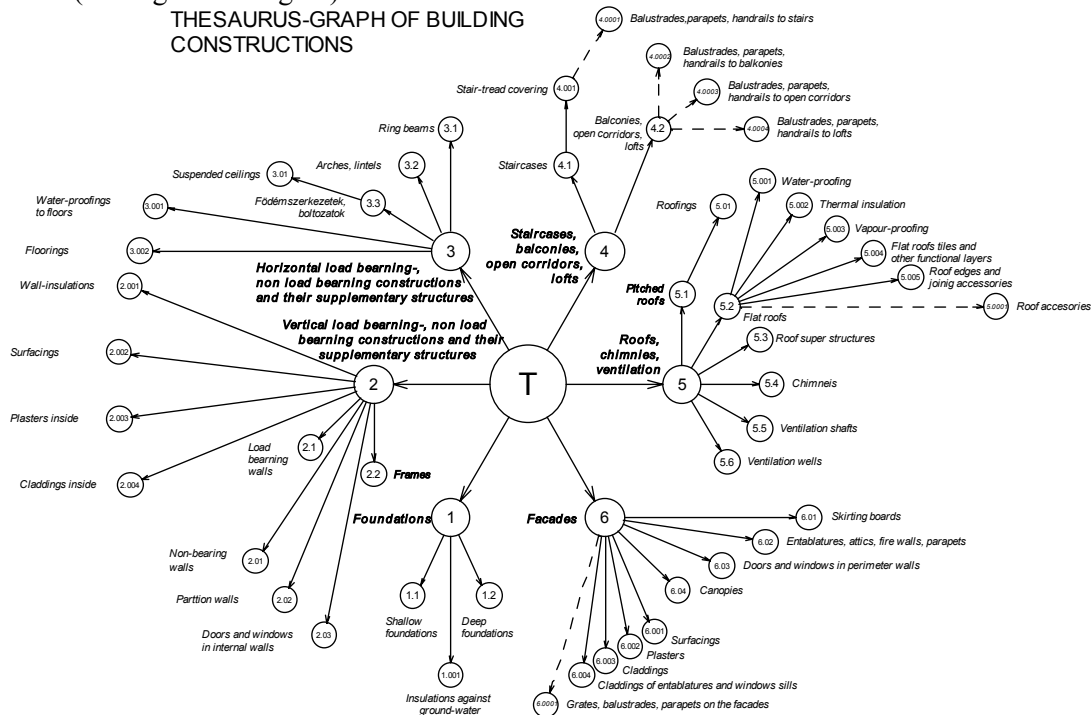 THESAURUS-GRAPH OF BUILDING
CONSTRUCTIONS
4.0001
Balustrades,parapets, handrails to stairs
4.0002
Balustrades, parapets,
handrails to balkonies
Stair-tread covering
4.001
4.0003
Balustrades, parapets,
handrails to open corridors
Balconies,
open corridors,
lofts
4.2
4.0004
Balustrades, parapets,
handrails to lofts
Ring beams
3.1
Arches, lintels
3.2
Staircases
4.1
Suspended ceilings
3.01
Födémszerkezetek,
boltozatok
3.3
Water-proofings
to floors
3.001
Floorings
3.002
3
Horizontal load bearning-,
non load bearning constructions
and their supplementary structures
Staircases,
balconies,
open corridors,
lofts
4
Roofings
5.01
5.001
Water-proofing
5.002
Thermal insulation
5.003
Vapour-proofing
5.004
Flat roofs tiles and
other functional layers
5.005
Roof edges and
joinig accessories
5.0001
Roof accesories
Pitched
roofs
5.1
5.2
Flat roofs
5.3
Roof super structures
5.4
Chimneis
5.5
Ventilation shafts
5.6
Ventilation wells
Roofs,
chimnies,
ventilation
5
T
Wall-insulations
2.001
Vertical load bearning-, non load
bearning constructions and their
supplementary structures
2
Surfacings
2.002
Plasters inside
2.003
Claddings inside
2.004
Load
bearning
walls
2.1
2.2
Frames
Non-bearing
walls
2.01
Parttion walls
2.02
Doors and windows
in internal walls
2.03
Foundations
1
1.1
Shallow
foundations
1.2
Deep
foundations
1.001
Insulations against
ground-water
Facades
6
6.01
Skirting boards
6.02
Entablatures, attics, fire walls, parapets
6.03
Doors and windows in perimeter walls
6.04
Canopies
6.001
Surfacings
6.002
Plasters
6.003
Claddings
6.004
Claddings of entablatures and windows sills
6.0001
Grates, balustrades, parapets on the facades